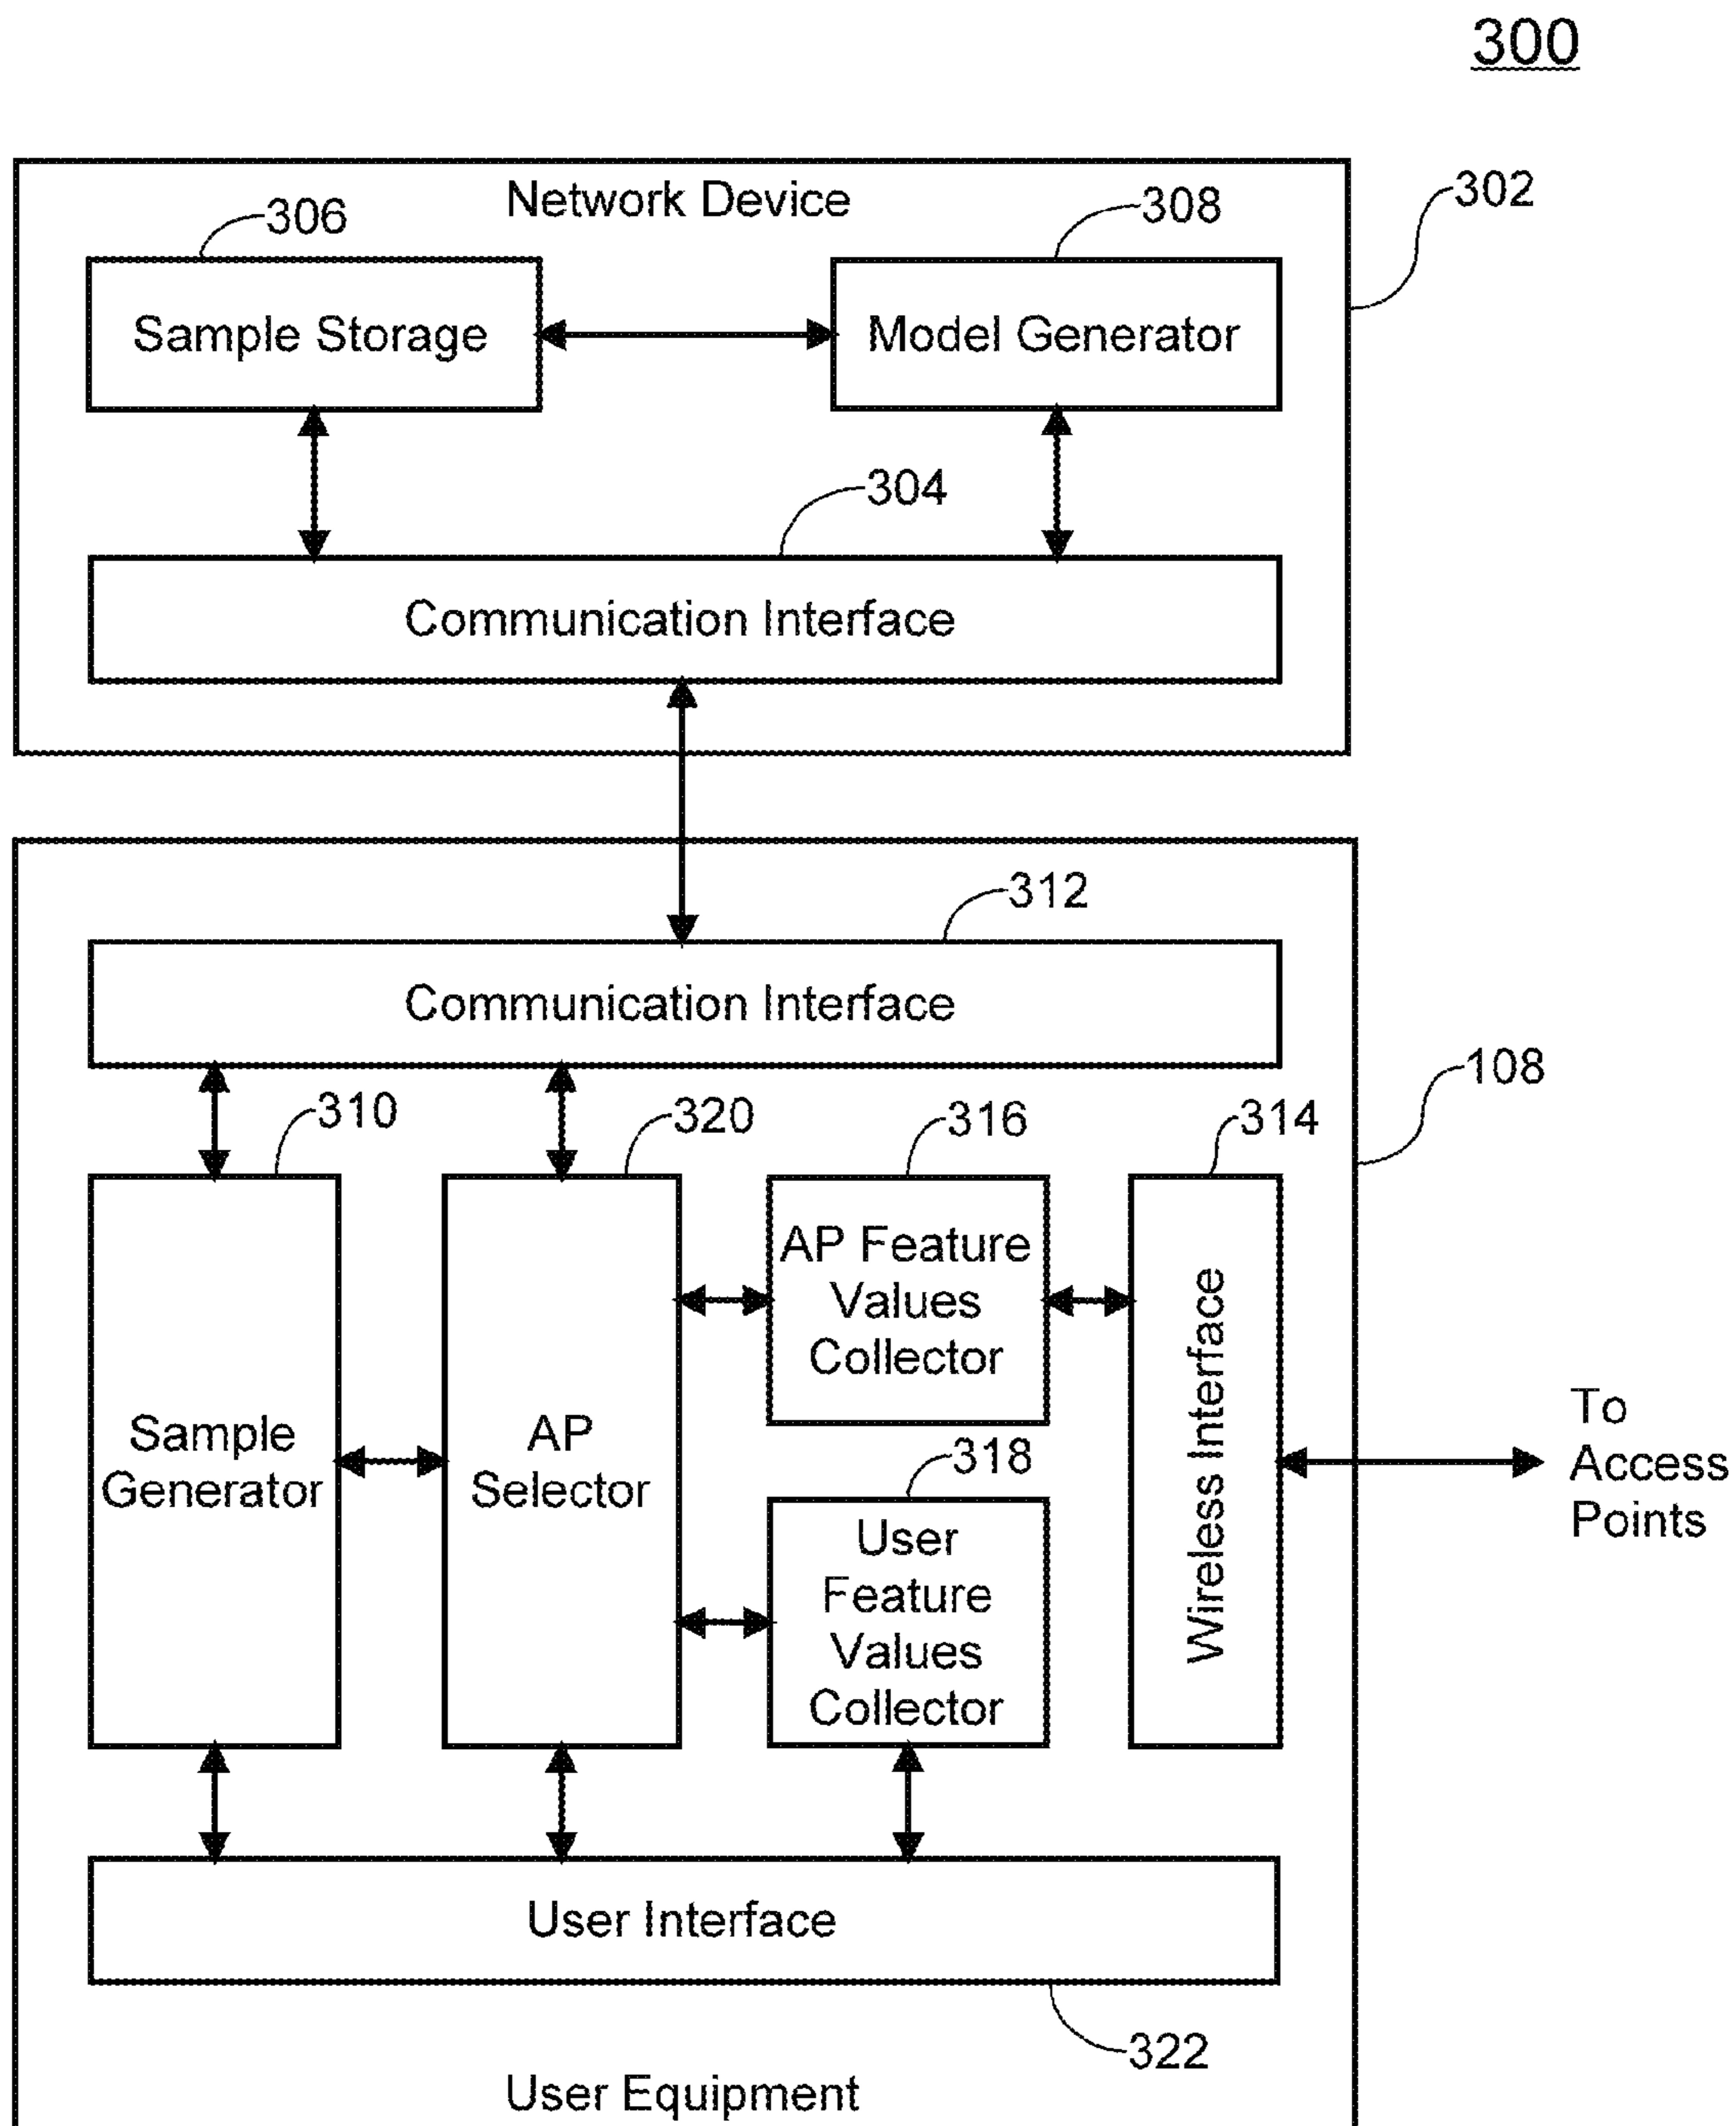 300
Network Device
302
306
308
Sample Storage
Model Generator
304
Communication Interface
312
Communication Interface
108
310
320
316
314
AP Feature
Values
Collector
Sample
Generator
AP
Selector
Wireless Interface
To
Access
Points
318
User
Feature
Values
Collector
User Interface
322
User Equipment